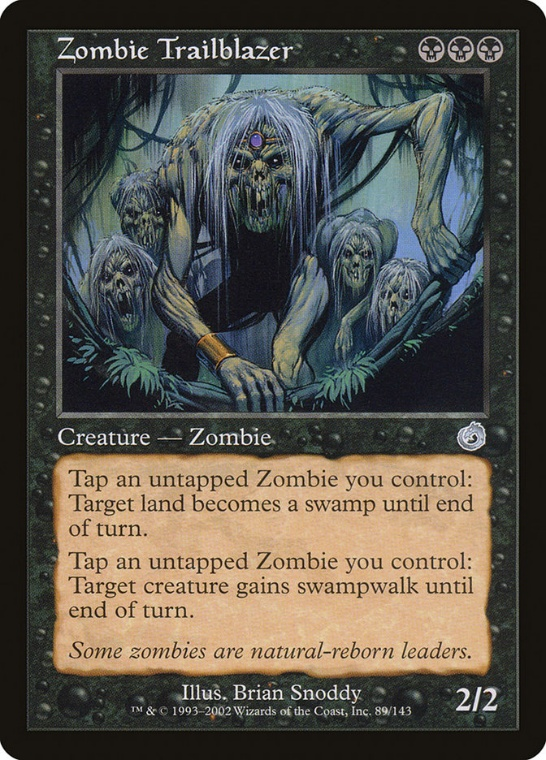 Zombie Trailblazer
Creature — Zombie
Tap an untapped Zombie you control:
Target land becomes a swamp until end
of turn.
Tap an untapped Zombie you control:
Target creature gains swampwalk until
end of turn.
Some zombies are natural-reborn leaders.
Illus. Brian Snoddy
™ & © 1993–2002 Wizards of the Coast, Inc. 89/143
2/2